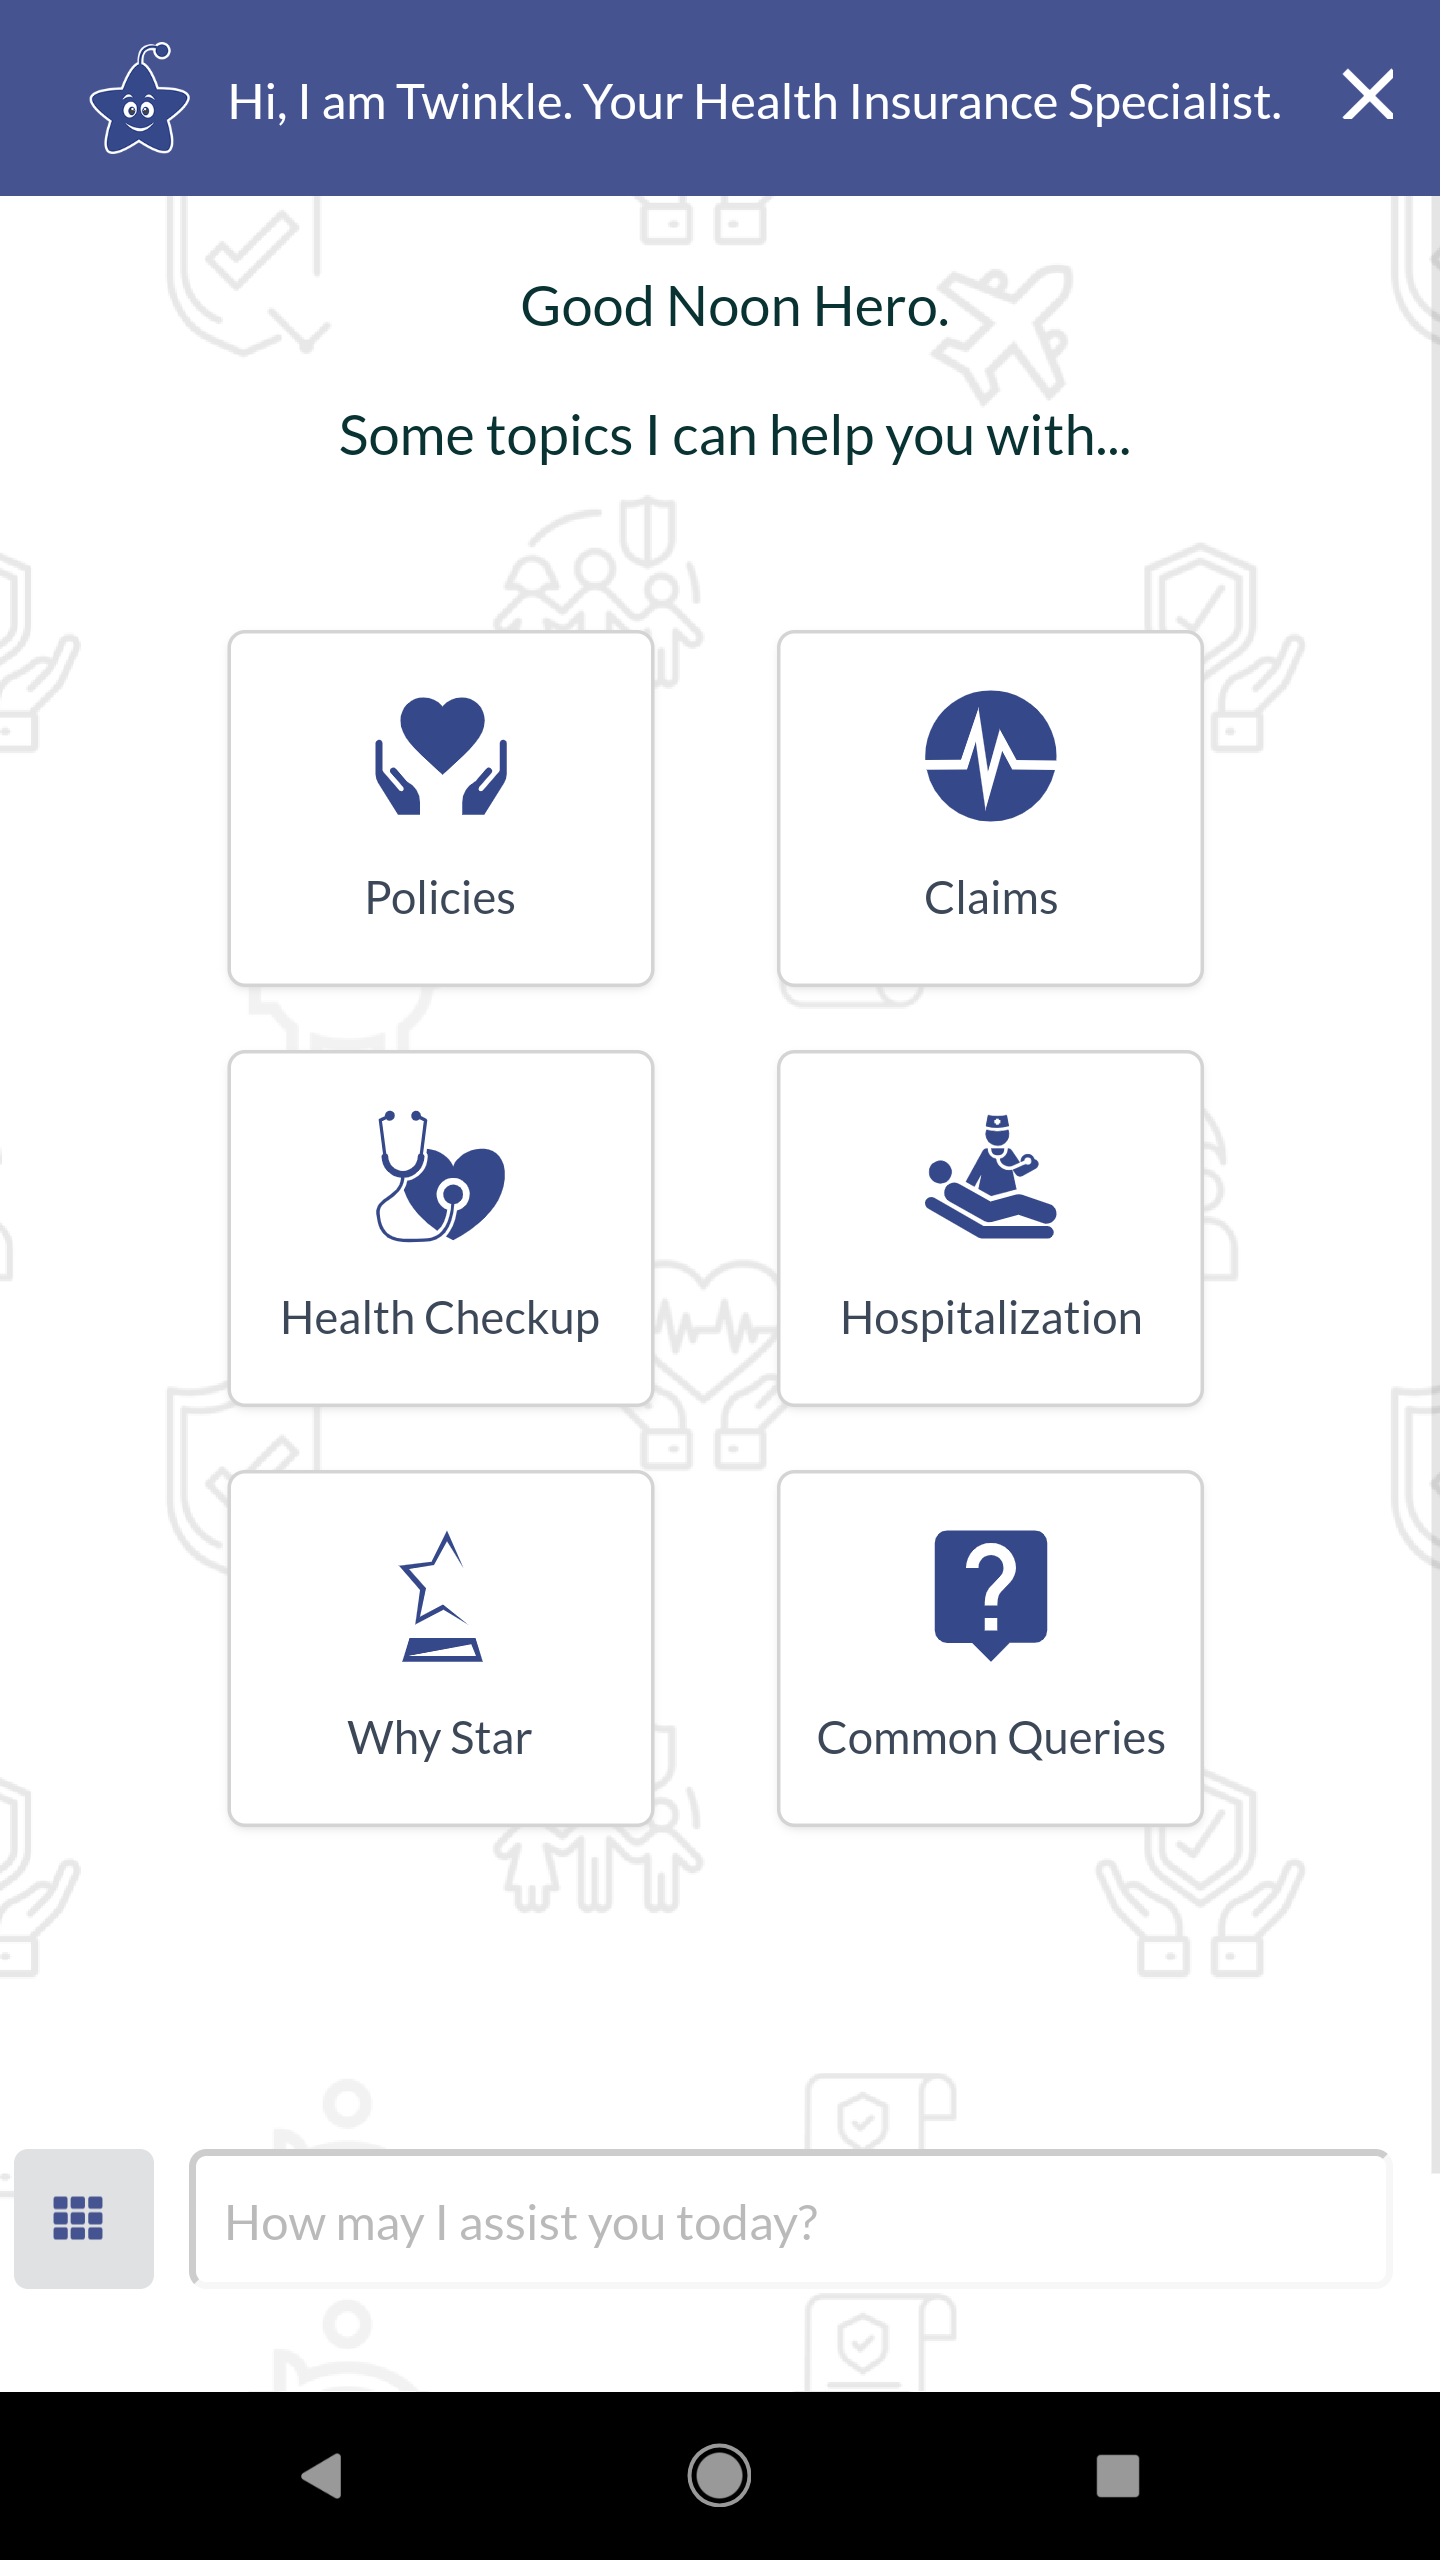 Hi, I am Twinkle. Your Health Insurance Specialist.
Good Noon Hero.
Some topics I can help you with...
Policies
Claims
Health Checkup
Hospitalization
Why Star
Common Queries
How may I assist you today?